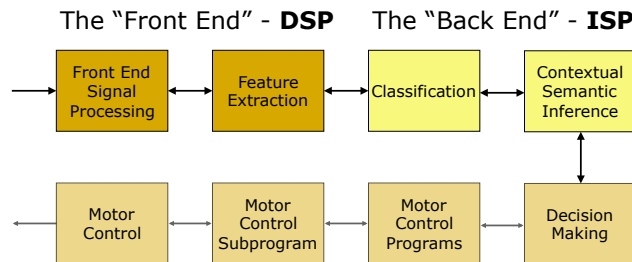 The “Front End” - DSP
The “Back End” - ISP
Front End
Signal
Processing
Feature
Extraction
Classification
Contextual
Semantic
Inference
Motor
Control
Motor
Control
Subprogram
Motor
Control
Programs
Decision
Making